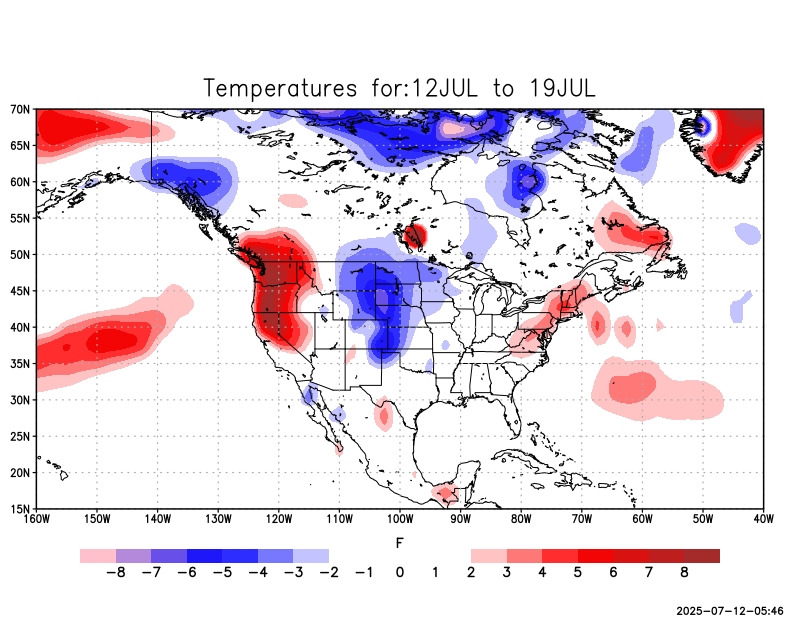 Temperatures for:12JUL to 19JUL
70N
65N
60N
55N
50N
45N
40N
35N
30N
25N
20N
15N
160W 150W 140W 130W 120W 110W 100W 90W 80W 70W 60W 50W 40W
F
-8 -7 -6 -5 -4 -3 -2 -1 0 1 2 3 4 5 6 7 8
2025-07-12-05:46